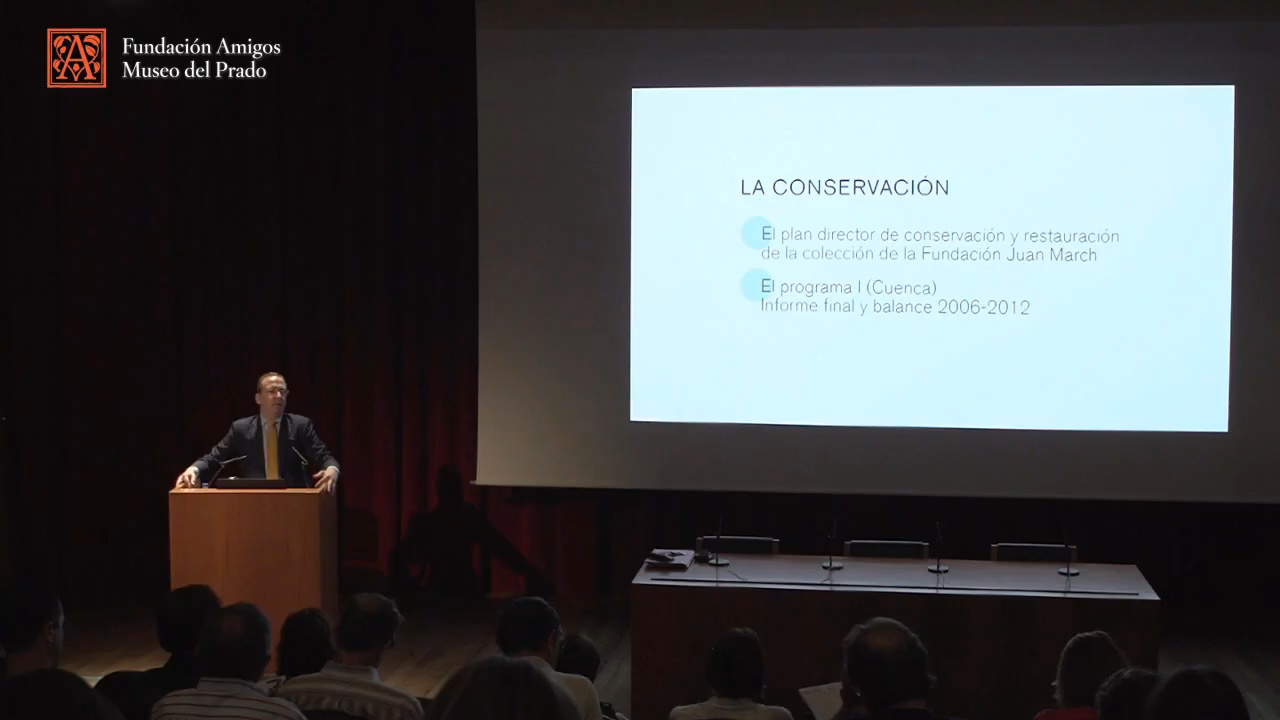 Fundación Amigos
Museo del Prado
LA CONSERVACIÓN
El plan director de conservación y restauración
de la colección de la Fundación Juan March
El programa I (Cuenca)
Informe final y balance 2006-2012